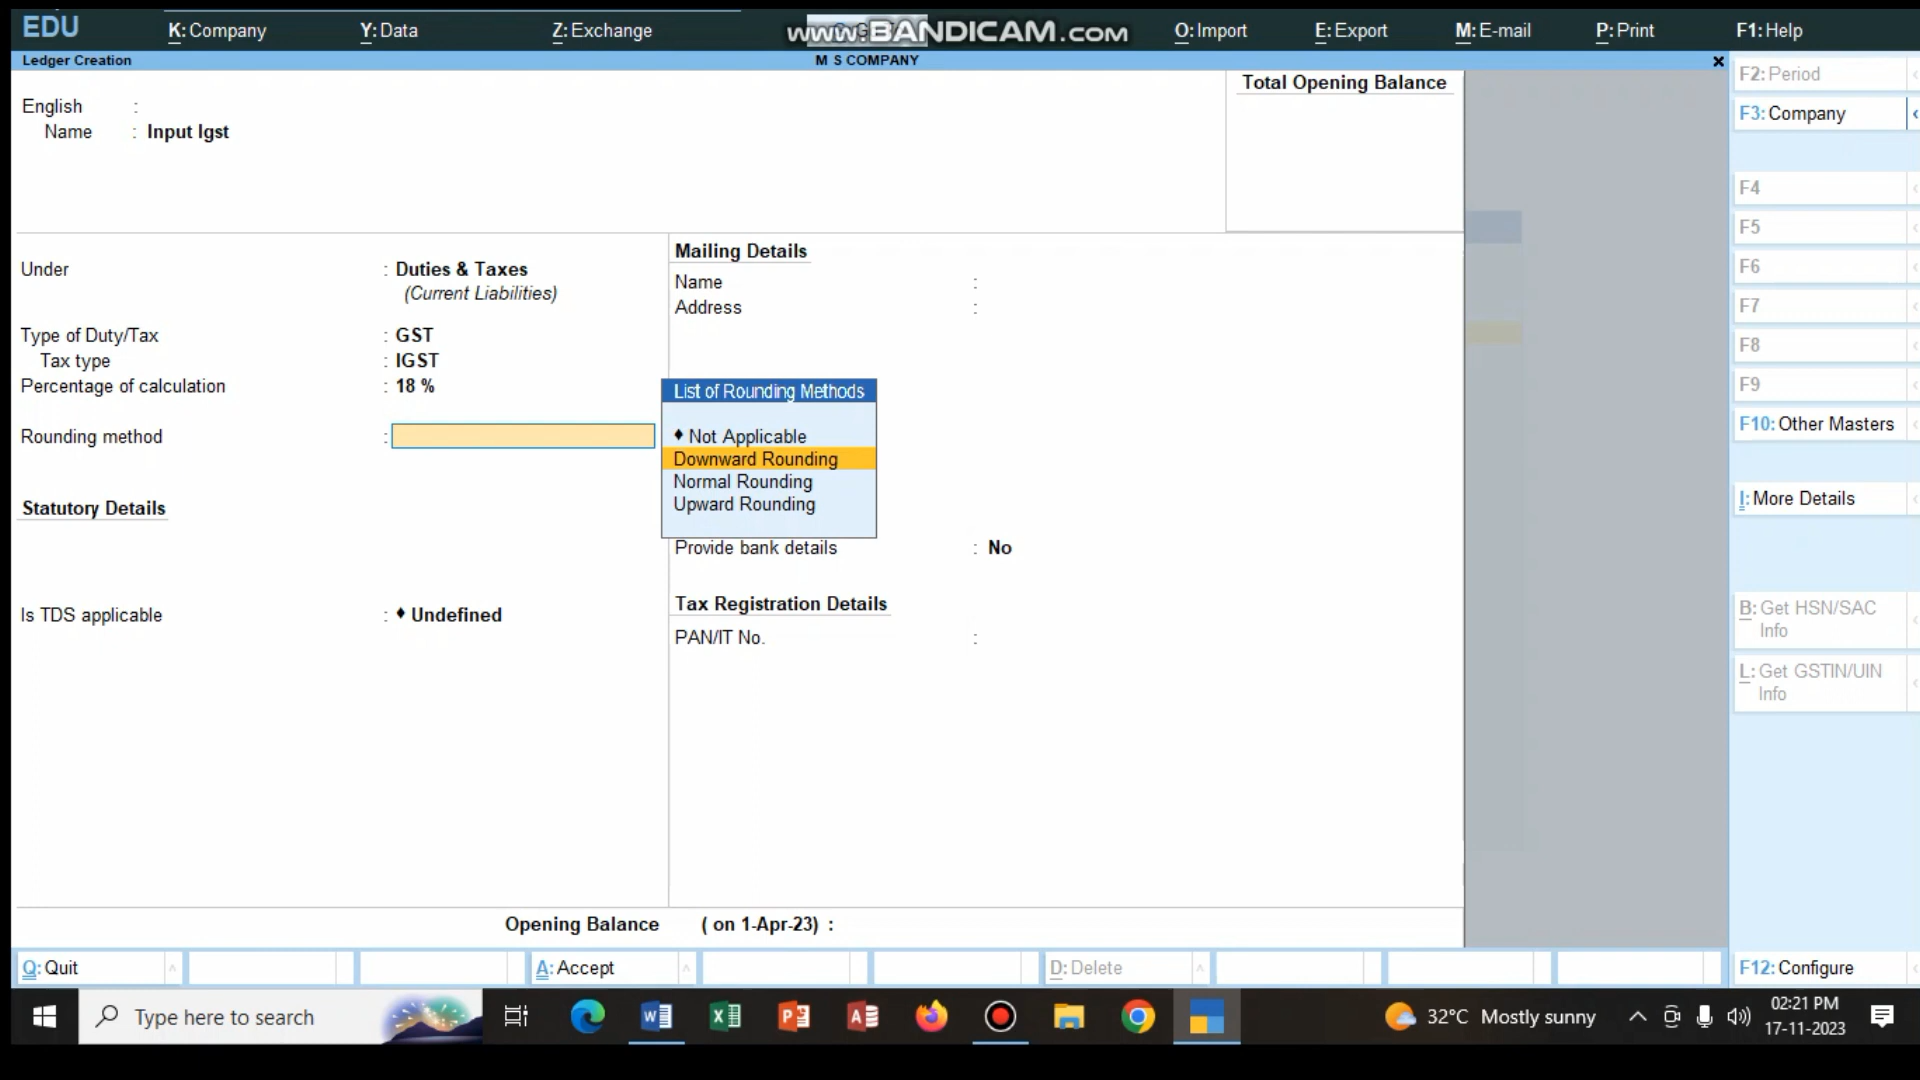 EDU
K: Company
Y: Data
Z: Exchange
www.BANDICAM.com
O: Import
E: Export
M: E-mail
P: Print
F1: Help
Ledger Creation
M S COMPANY
English :
Name : Input Igst
Total Opening Balance
Under : Duties & Taxes
(Current Liabilities)
Type of Duty/Tax : GST
Tax type : IGST
Percentage of calculation : 18 %
Rounding method :
Statutory Details
Is TDS applicable : ♦ Undefined
Mailing Details
Name :
Address :
List of Rounding Methods
♦ Not Applicable
Downward Rounding
Normal Rounding
Upward Rounding
Provide bank details : No
Tax Registration Details
PAN/IT No. :
Opening Balance ( on 1-Apr-23) :
F2: Period
F3: Company
F4
F5
F6
F7
F8
F9
F10: Other Masters
I: More Details
B: Get HSN/SAC
Info
L: Get GSTIN/UIN
Info
F12: Configure
Q: Quit
A: Accept
D: Delete
Type here to search
32°C Mostly sunny
02:21 PM
17-11-2023